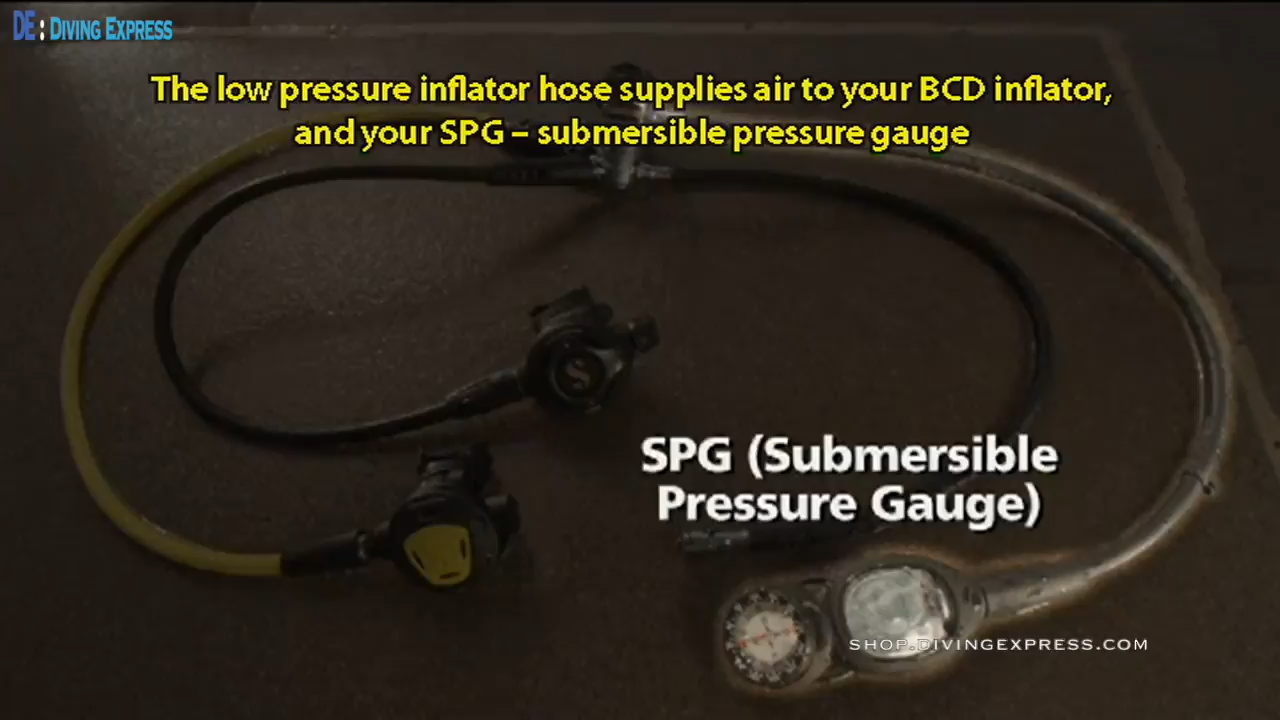 DE: DIVING EXPRESS
The low pressure inflator hose supplies air to your BCD inflator,
and your SPG – submersible pressure gauge
SPG (Submersible
Pressure Gauge)
SHOP.DIVINGEXPRESS.COM